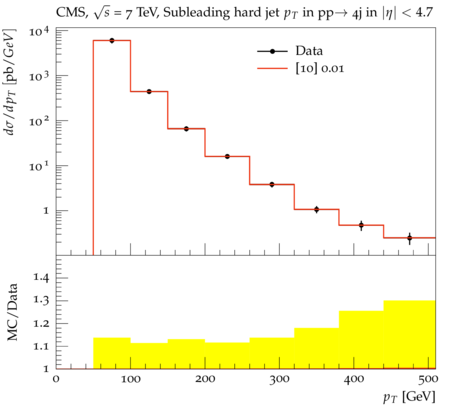 CMS, √s = 7 TeV, Subleading hard jet p_T in pp→ 4j in |η| < 4.7
dσ/dp_T [pb/GeV]
10^4
10^3
10^2
10^1
1
Data
[10] 0.01
MC/Data
1.4
1.3
1.2
1.1
1
0 100 200 300 400 500
p_T [GeV]